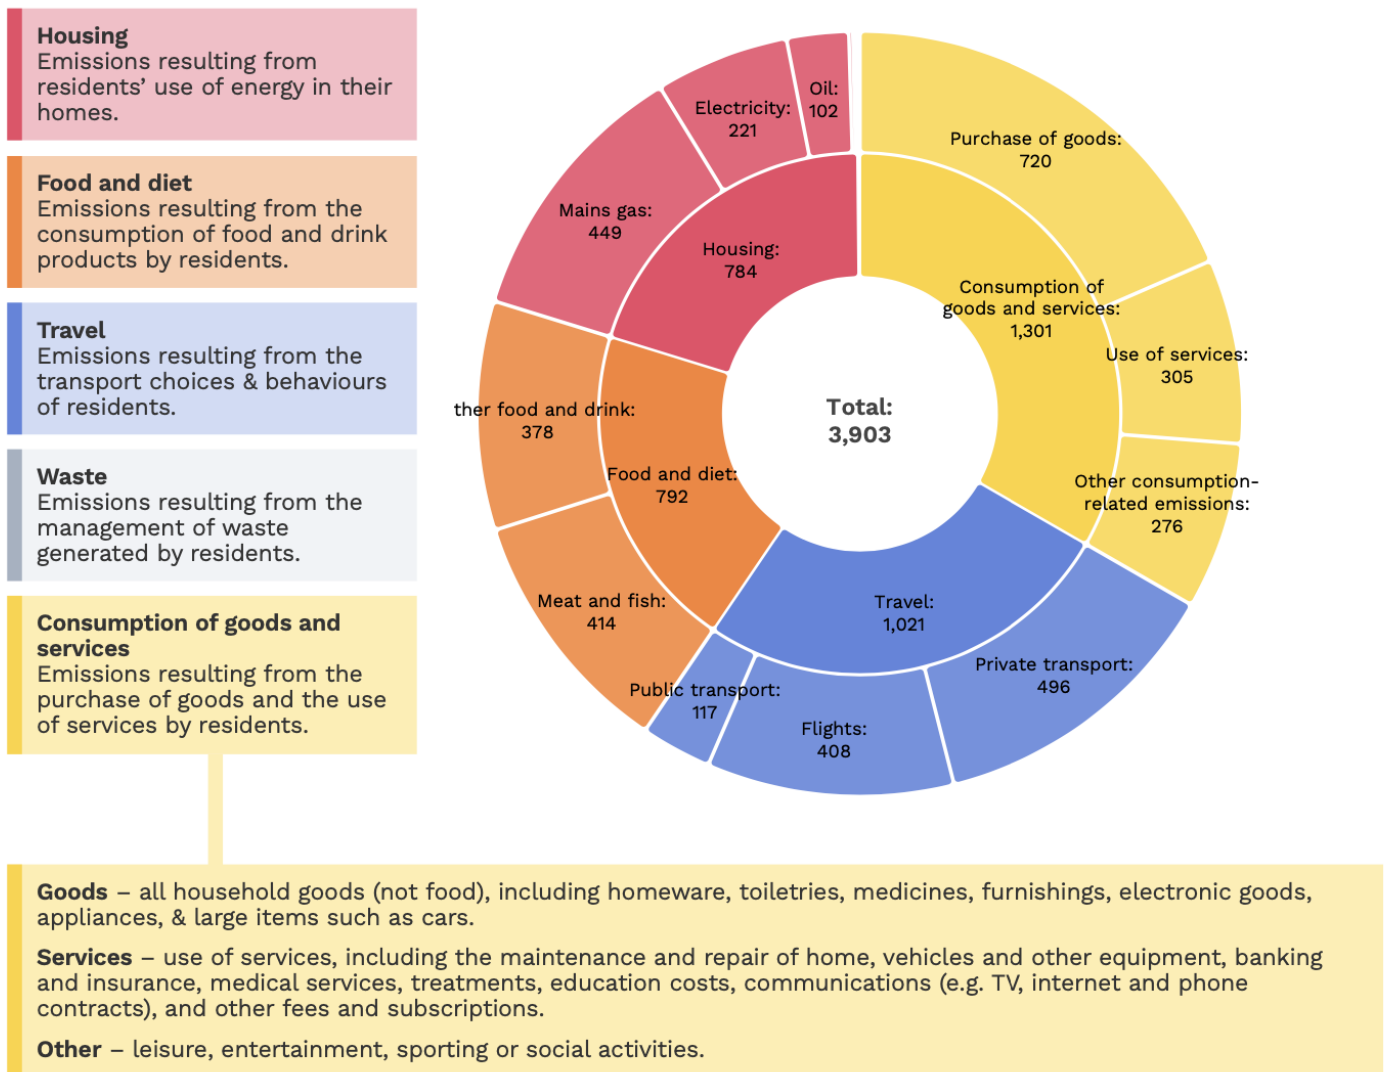 Housing
Emissions resulting from
residents’ use of energy in their
homes.
Food and diet
Emissions resulting from the
consumption of food and drink
products by residents.
Travel
Emissions resulting from the
transport choices & behaviours
of residents.
Waste
Emissions resulting from the
management of waste
generated by residents.
Consumption of goods and
services
Emissions resulting from the
purchase of goods and the use
of services by residents.
Oil:
102
Electricity:
221
Purchase of goods:
720
Mains gas:
449
Housing:
784
Consumption of
goods and services:
1,301
Use of services:
305
ther food and drink:
378
Total:
3,903
Food and diet:
792
Other consumption-
related emissions:
276
Meat and fish:
414
Travel:
1,021
Private transport:
496
Public transport:
117
Flights:
408
Goods – all household goods (not food), including homeware, toiletries, medicines, furnishings, electronic goods,
appliances, & large items such as cars.
Services – use of services, including the maintenance and repair of home, vehicles and other equipment, banking
and insurance, medical services, treatments, education costs, communications (e.g. TV, internet and phone
contracts), and other fees and subscriptions.
Other – leisure, entertainment, sporting or social activities.